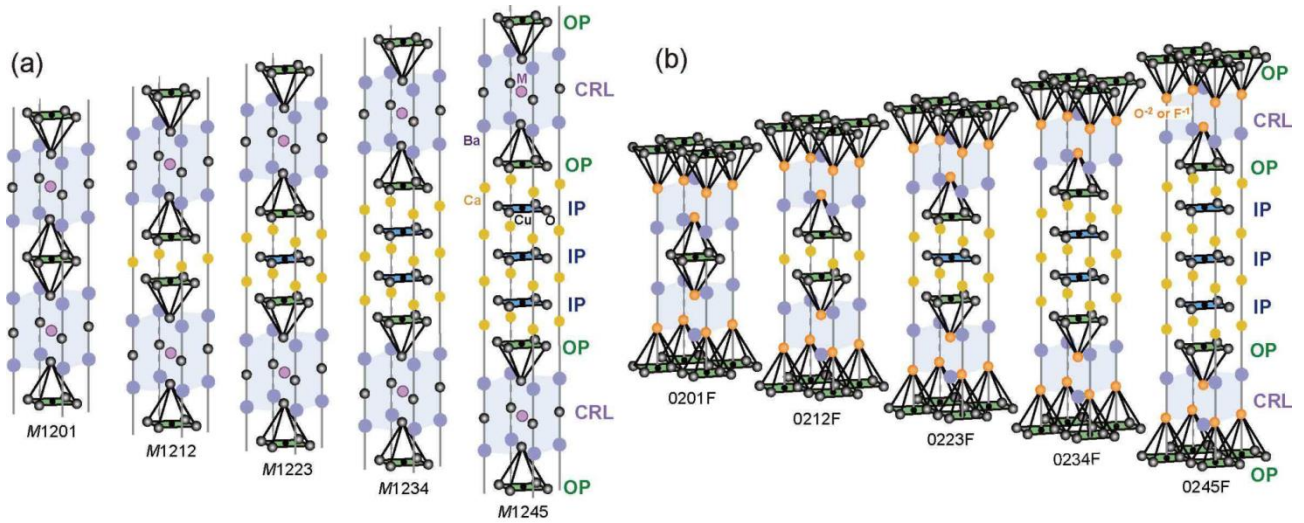 (a)
OP
CRL
M
Ba
OP
Ca
IP
Cu
O
IP
IP
OP
CRL
OP
M1201
M1212
M1223
M1234
M1245
(b)
OP
O-2 or F-1
CRL
OP
IP
IP
IP
OP
CRL
OP
0201F
0212F
0223F
0234F
0245F